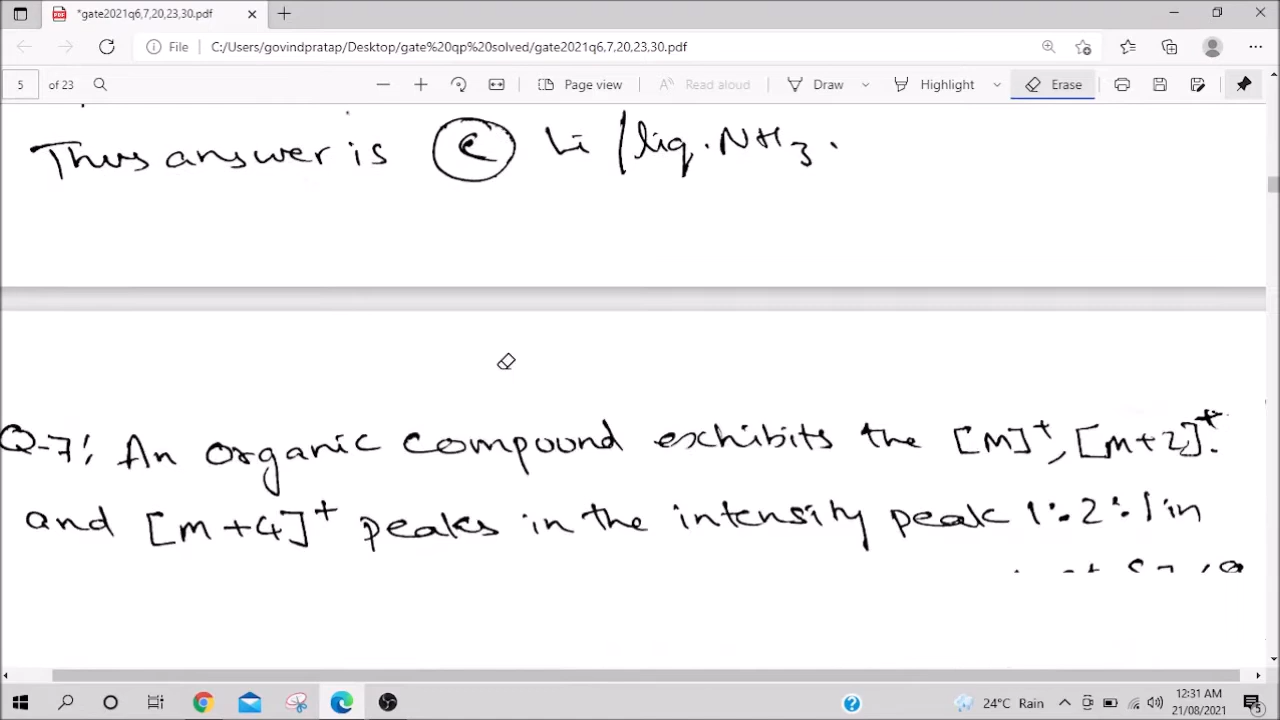 *gate2021q6,7,20,23,30.pdf
File C:/Users/govindpratap/Desktop/gate%20qp%20solved/gate2021q6,7,20,23,30.pdf
5 of 23 Page view Read aloud Draw Highlight Erase
Thus answer is (c) Li /liq. NH3.
Q-7: An organic compound exhibits the [M]+, [M+2]+.
and [M+4]+ peaks in the intensity peak 1:2:1 in
24°C Rain 12:31 AM
21/08/2021
5